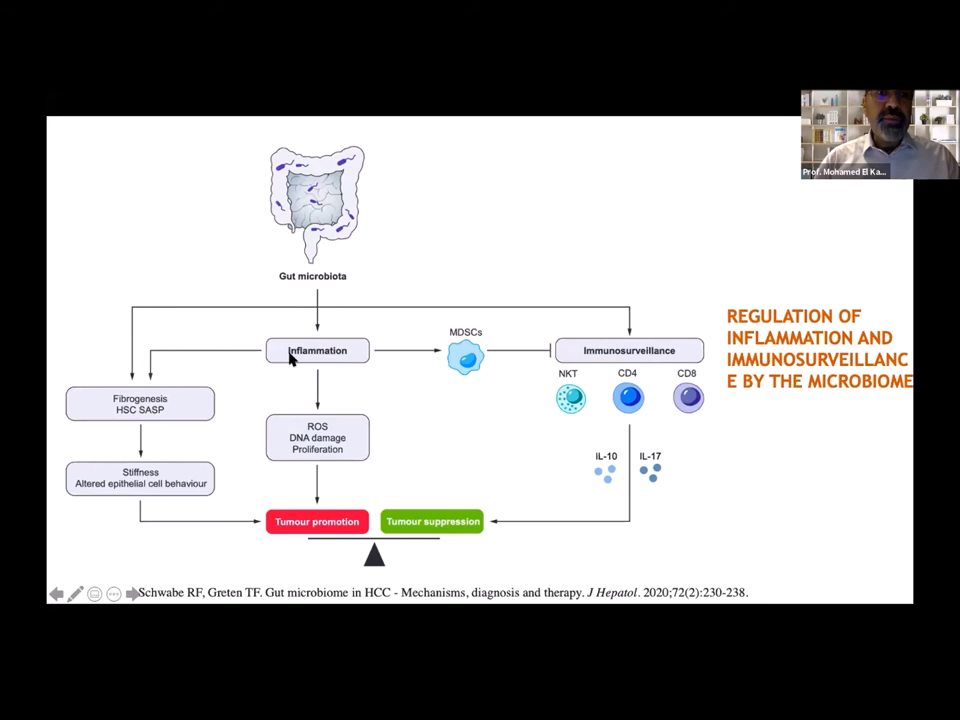 Prof. Mohamed El Ka...
Gut microbiota
REGULATION OF
INFLAMMATION AND
IMMUNOSURVEILLANC
E BY THE MICROBIOME
MDSCs
Inflammation
Immunosurveillance
NKT
CD4
CD8
Fibrogenesis
HSC SASP
ROS
DNA damage
Proliferation
iL-10
IL-17
Stiffness
Altered epithelial cell behaviour
Tumour promotion
Tumour suppression
Schwabe RF, Greten TF. Gut microbiome in HCC - Mechanisms, diagnosis and therapy. J Hepatol. 2020;72(2):230-238.